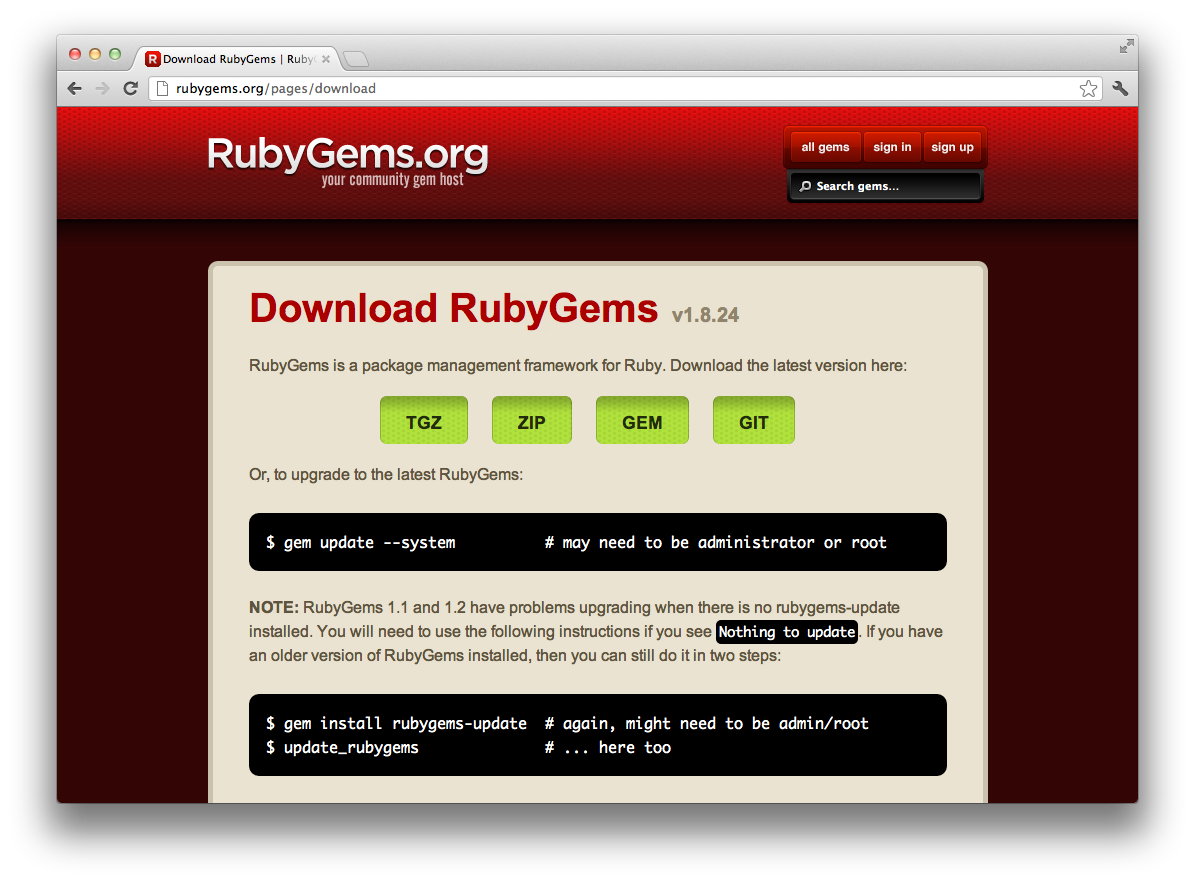 Download RubyGems | Ruby
rubygems.org/pages/download
RubyGems.org
your community gem host
all gems sign in sign up
Search gems...
Download RubyGems v1.8.24
RubyGems is a package management framework for Ruby. Download the latest version here:
TGZ ZIP GEM GIT
Or, to upgrade to the latest RubyGems:
$ gem update --system # may need to be administrator or root
NOTE: RubyGems 1.1 and 1.2 have problems upgrading when there is no rubygems-update
installed. You will need to use the following instructions if you see Nothing to update. If you have
an older version of RubyGems installed, then you can still do it in two steps:
$ gem install rubygems-update # again, might need to be admin/root
$ update_rubygems # ... here too